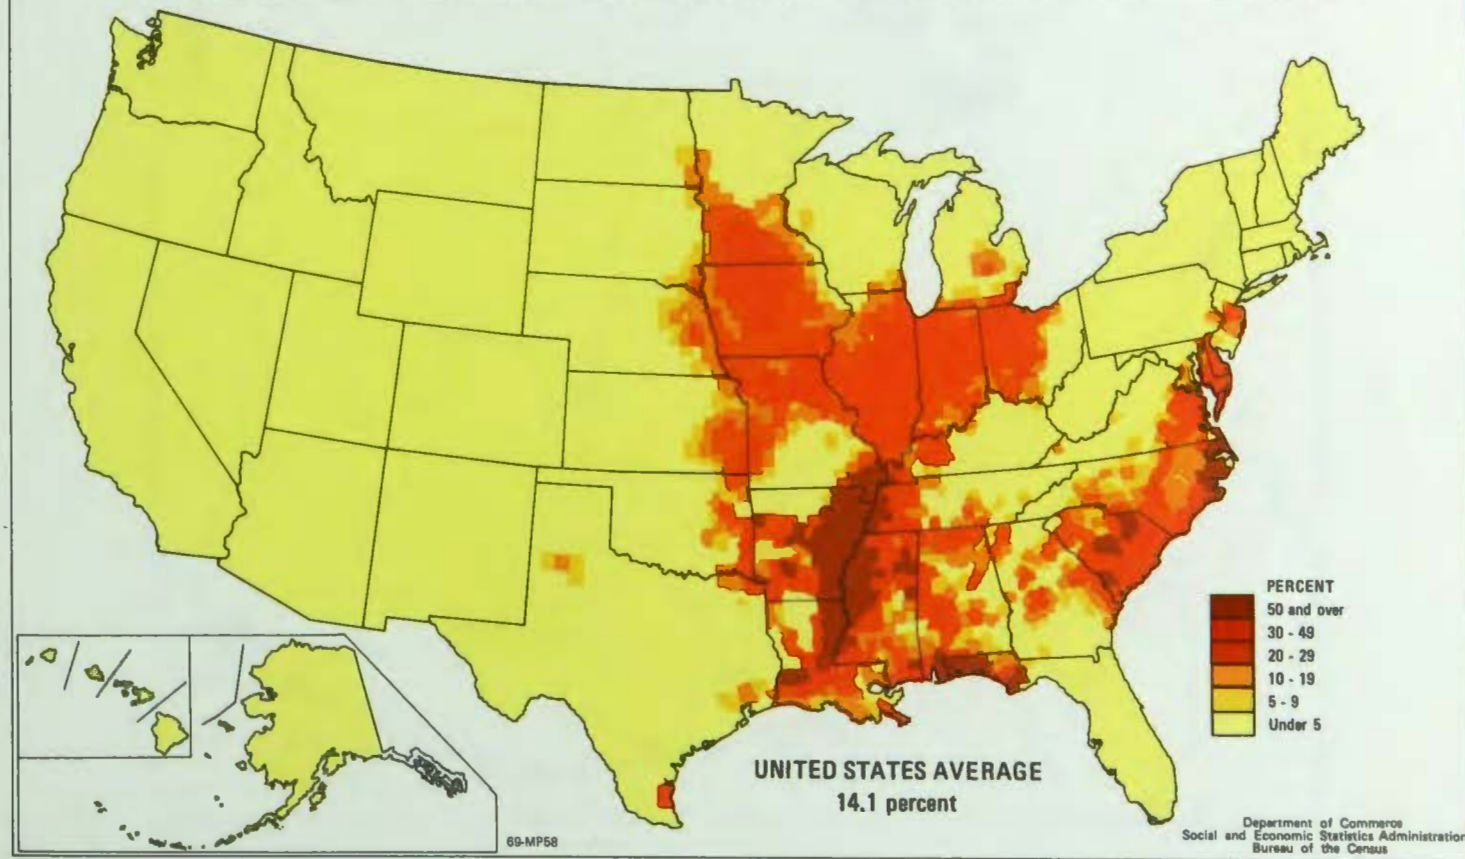 PERCENT
50 and over
30 - 49
20 - 29
10 - 19
5 - 9
Under 5
UNITED STATES AVERAGE
14.1 percent
69-MP58
Department of Commerce
Social and Economic Statistics Administration
Bureau of the Census